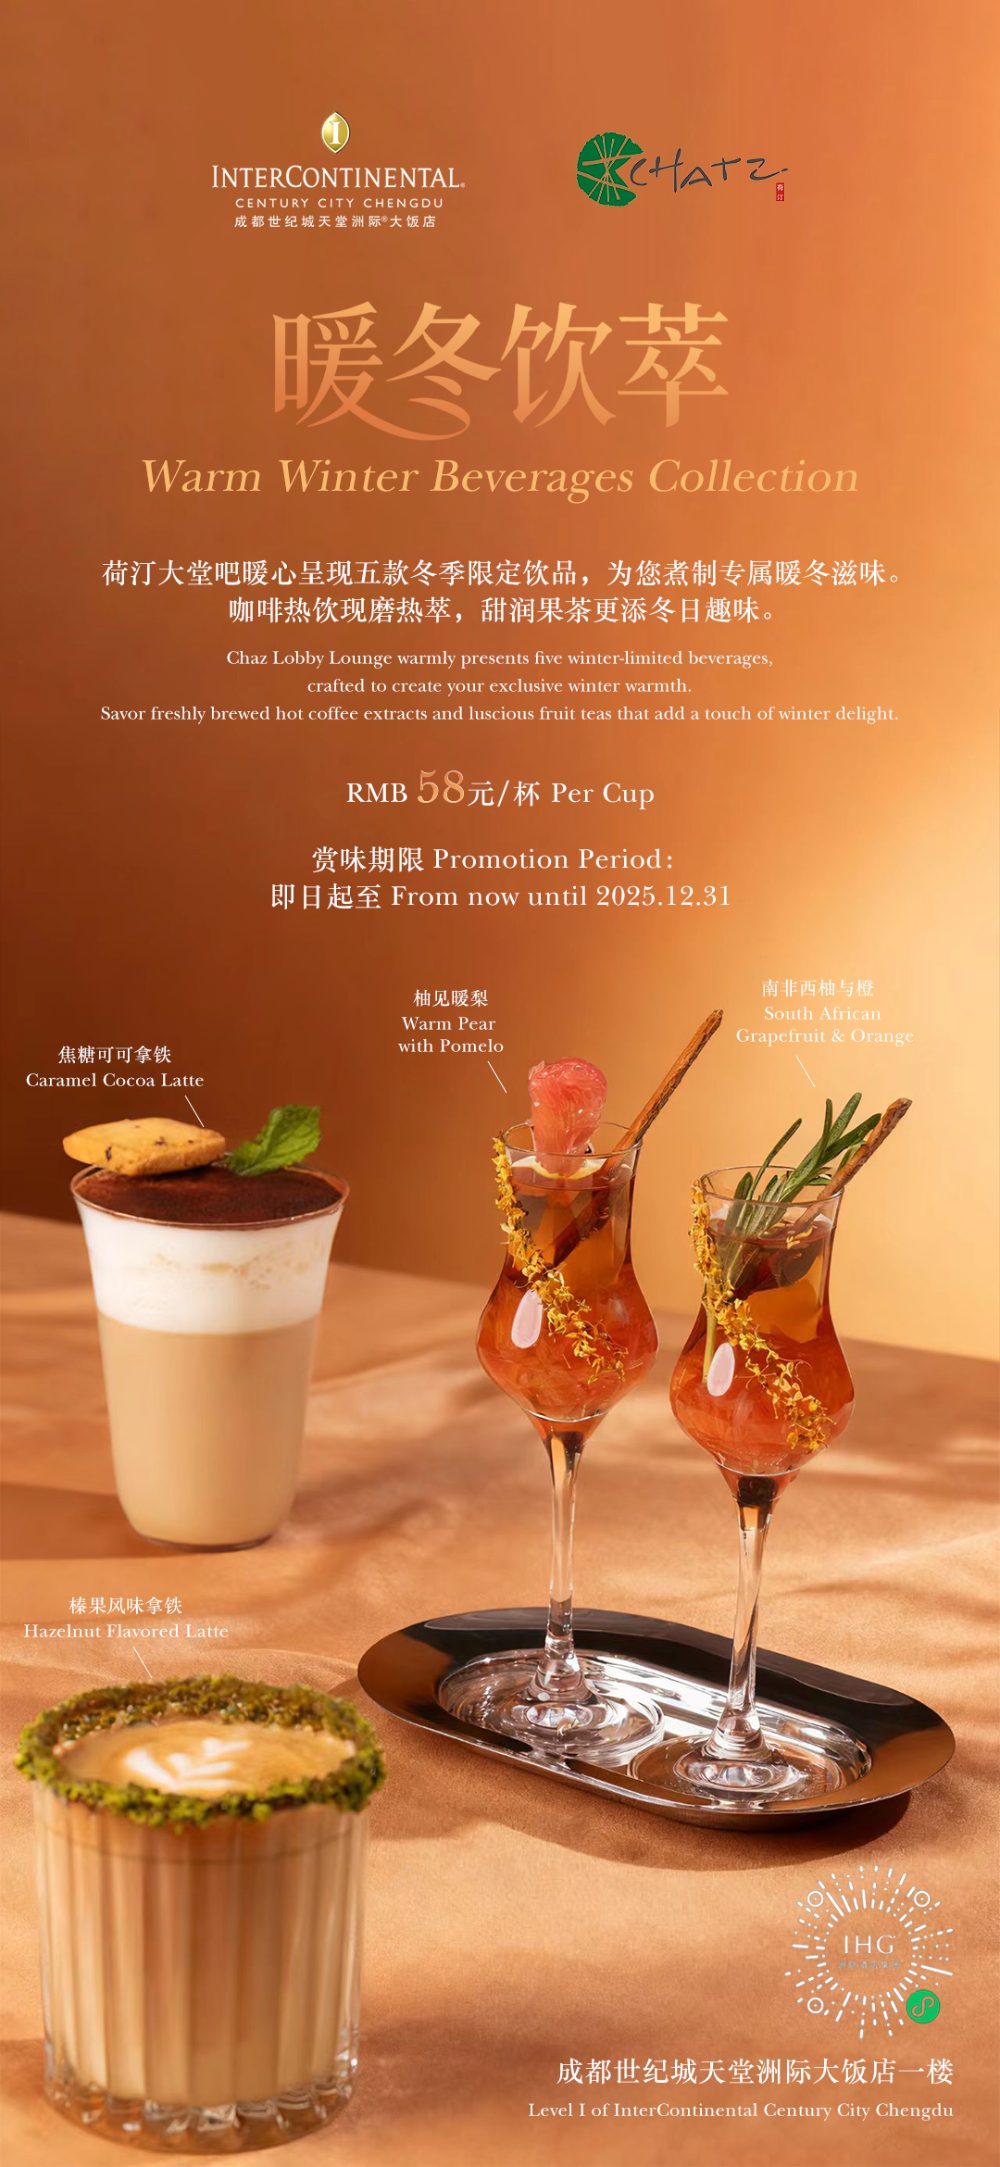 I
INTERCONTINENTAL®
CENTURY CITY CHENGDU
成都世纪城天堂洲际®大饭店
CHATZ
荷汀
暖冬饮萃
Warm Winter Beverages Collection
荷汀大堂吧暖心呈现五款冬季限定饮品，为您煮制专属暖冬滋味。
咖啡热饮现磨热萃，甜润果茶更添冬日趣味。
Chaz Lobby Lounge warmly presents five winter-limited beverages,
crafted to create your exclusive winter warmth.
Savor freshly brewed hot coffee extracts and luscious fruit teas that add a touch of winter delight.
RMB 58元/杯 Per Cup
赏味期限 Promotion Period:
即日起至 From now until 2025.12.31
柚见暖梨
Warm Pear
with Pomelo
南非西柚与橙
South African
Grapefruit & Orange
焦糖可可拿铁
Caramel Cocoa Latte
榛果风味拿铁
Hazelnut Flavored Latte
IHG
洲际酒店集团
成都世纪城天堂洲际大饭店一楼
Level I of InterContinental Century City Chengdu